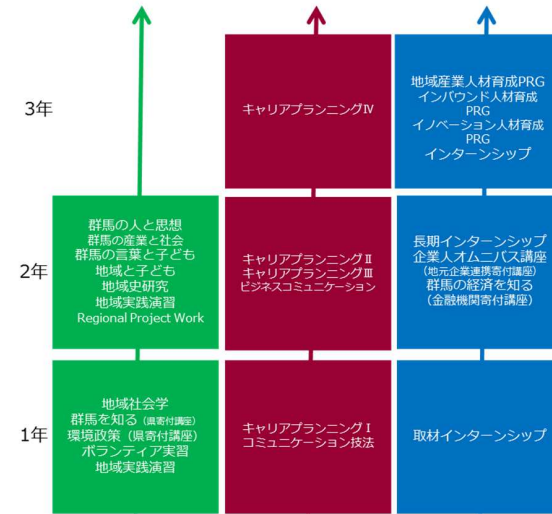 3年
キャリアプランニングⅣ
地域産業人材育成PRG
インバウンド人材育成
PRG
イノベーション人材育成
PRG
インターンシップ
2年
群馬の人と思想
群馬の産業と社会
群馬の言葉と子ども
地域と子ども
地域史研究
地域実践演習
Regional Project Work
キャリアプランニングⅡ
キャリアプランニングⅢ
ビジネスコミュニケーション
長期インターンシップ
企業人オムニバス講座
(地元企業連携寄付講座)
群馬の経済を知る
(金融機関寄付講座)
1年
地域社会学
群馬を知る (県寄付講座)
環境政策 (県寄付講座)
ボランティア実習
地域実践演習
キャリアプランニングⅠ
コミュニケーション技法
取材インターンシップ